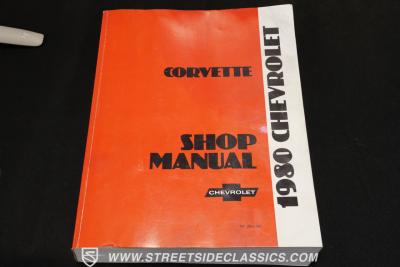 CORVETTE
SHOP
MANUAL
CHEVROLET
1980 CHEVROLET
WWW.STREETSIDECLASSICS.COM